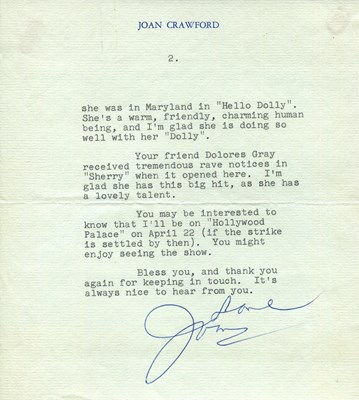 JOAN CRAWFORD
2.
she was in Maryland in "Hello Dolly".
She's a warm, friendly, charming human
being, and I'm glad she is doing so
well with her "Dolly".
Your friend Dolores Gray
received tremendous rave notices in
"Sherry" when it opened here. I'm
glad she has this big hit, as she has
a lovely talent.
You may be interested to
know that I'll be on "Hollywood
Palace" on April 22 (if the strike
is settled by then). You might
enjoy seeing the show.
Bless you, and thank you
again for keeping in touch. It's
always nice to hear from you.
Love
Joan